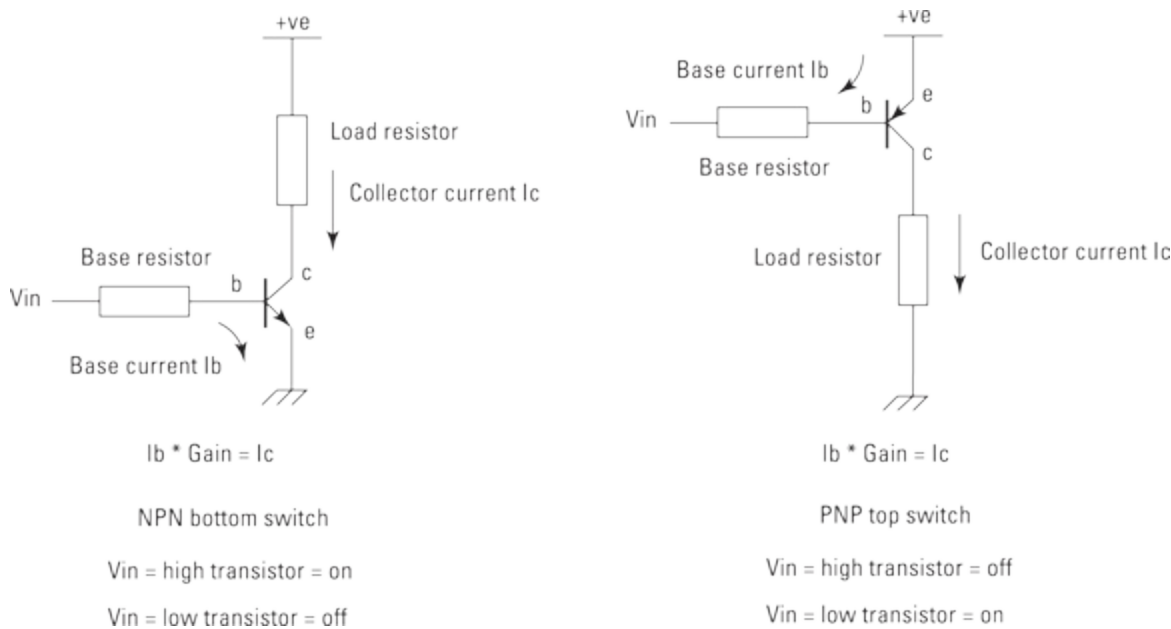 +ve
Load resistor
Collector current Ic
Base resistor
b
c
Vin
e
Base current Ib
Ib * Gain = Ic
NPN bottom switch
Vin = high transistor = on
Vin = low transistor = off
+ve
Base current Ib
e
b
Vin
c
Base resistor
Load resistor
Collector current Ic
Ib * Gain = Ic
PNP top switch
Vin = high transistor = off
Vin = low transistor = on